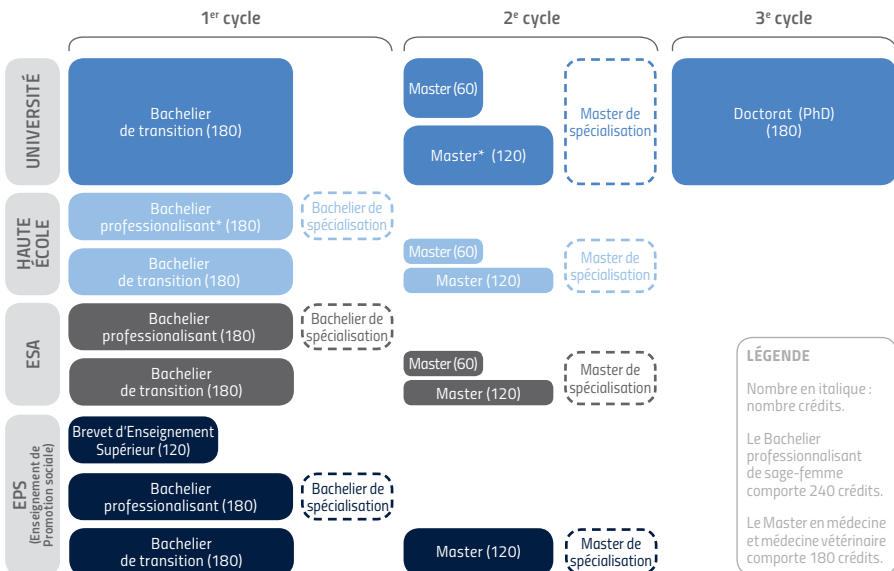 1er cycle
2e cycle
3e cycle
UNIVERSITÉ
Bachelier
de transition (180)
Master (60)
Master* (120)
Master de
spécialisation
Doctorat (PhD)
(180)
HAUTE
ÉCOLE
Bachelier
professionalisant* (180)
Bachelier de
spécialisation
Bachelier
de transition (180)
Master (60)
Master (120)
Master de
spécialisation
ESA
Bachelier
professionalisant (180)
Bachelier de
spécialisation
Bachelier
de transition (180)
Master (60)
Master (120)
Master de
spécialisation
EPS
(Enseignement de
Promotion sociale)
Brevet d'Enseignement
Supérieur (120)
Bachelier
professionalisant (180)
Bachelier de
spécialisation
Bachelier
de transition (180)
Master (120)
Master de
spécialisation
LÉGENDE
Nombre en italique :
nombre crédits.
Le Bachelier
professionnalisant
de sage-femme
comporte 240 crédits.
Le Master en médecine
et médecine vétérinaire
comporte 180 crédits.